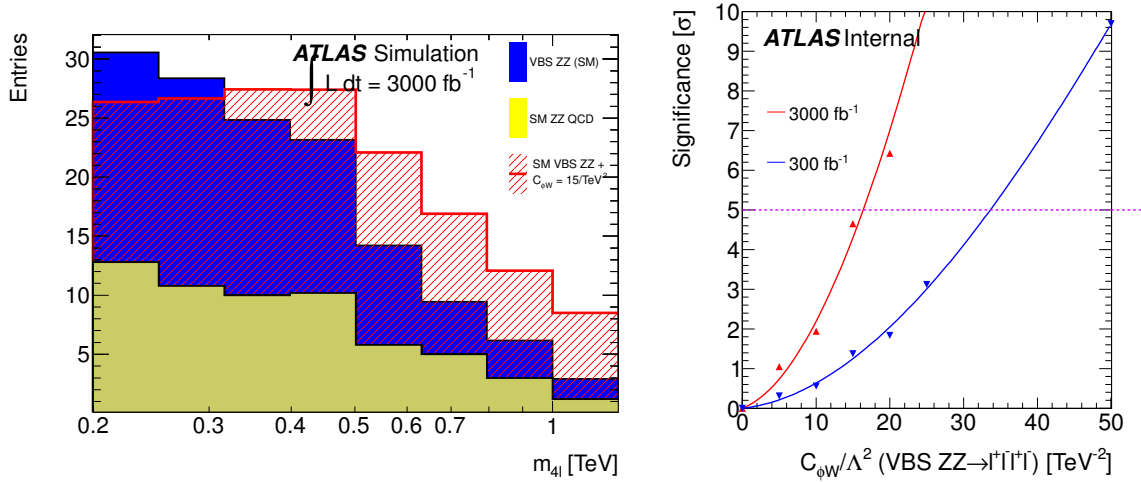 Entries
30
25
20
15
10
5
ATLAS Simulation
∫ L dt = 3000 fb⁻¹
VBS ZZ (SM)
SM ZZ QCD
SM VBS ZZ +
C_ϕW = 15/TeV²
0.2 0.3 0.4 0.5 0.6 0.7 1
m_4l [TeV]
Significance [σ]
10
9
8
7
6
5
4
3
2
1
0
ATLAS Internal
3000 fb⁻¹
300 fb⁻¹
0 10 20 30 40 50
C_ϕW/Λ² (VBS ZZ→l⁺l⁻l⁺l⁻) [TeV⁻²]